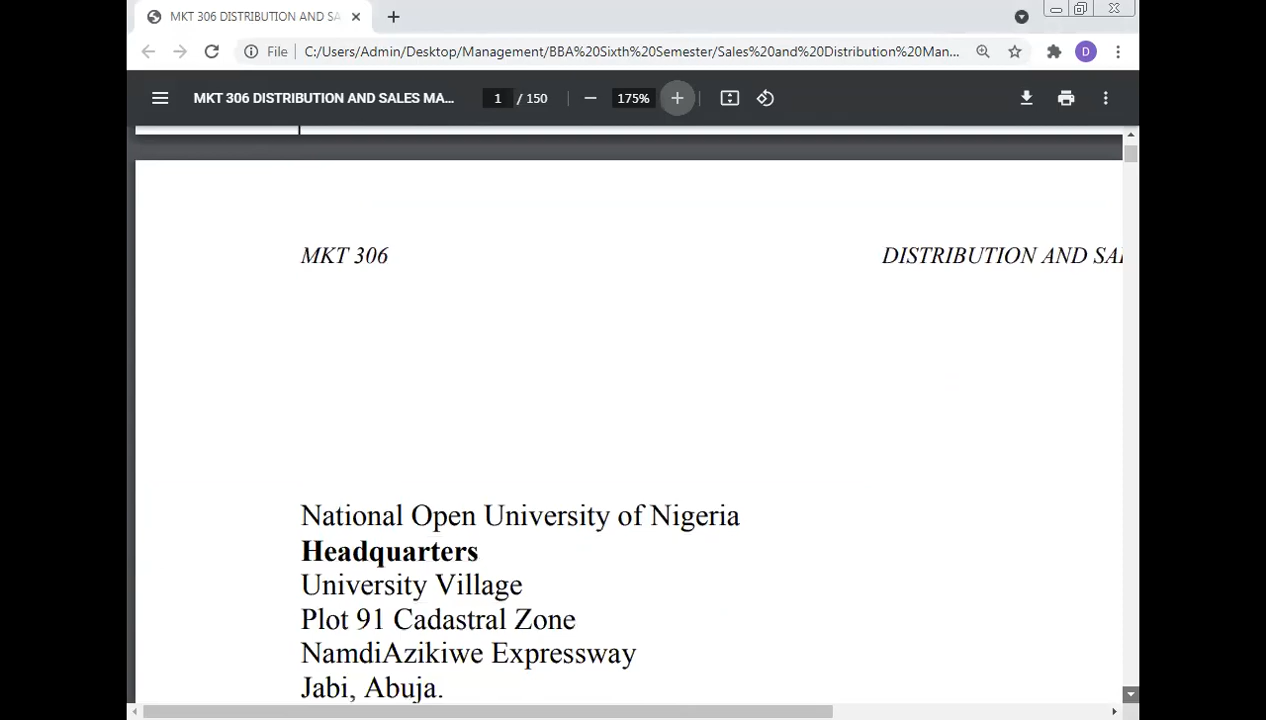 MKT 306 DISTRIBUTION AND SA
File C:/Users/Admin/Desktop/Management/BBA%20Sixth%20Semester/Sales%20and%20Distribution%20Man...
D
MKT 306 DISTRIBUTION AND SALES MA... 1 / 150 175%
MKT 306 DISTRIBUTION AND SAL
National Open University of Nigeria
Headquarters
University Village
Plot 91 Cadastral Zone
NamdiAzikiwe Expressway
Jabi, Abuja.